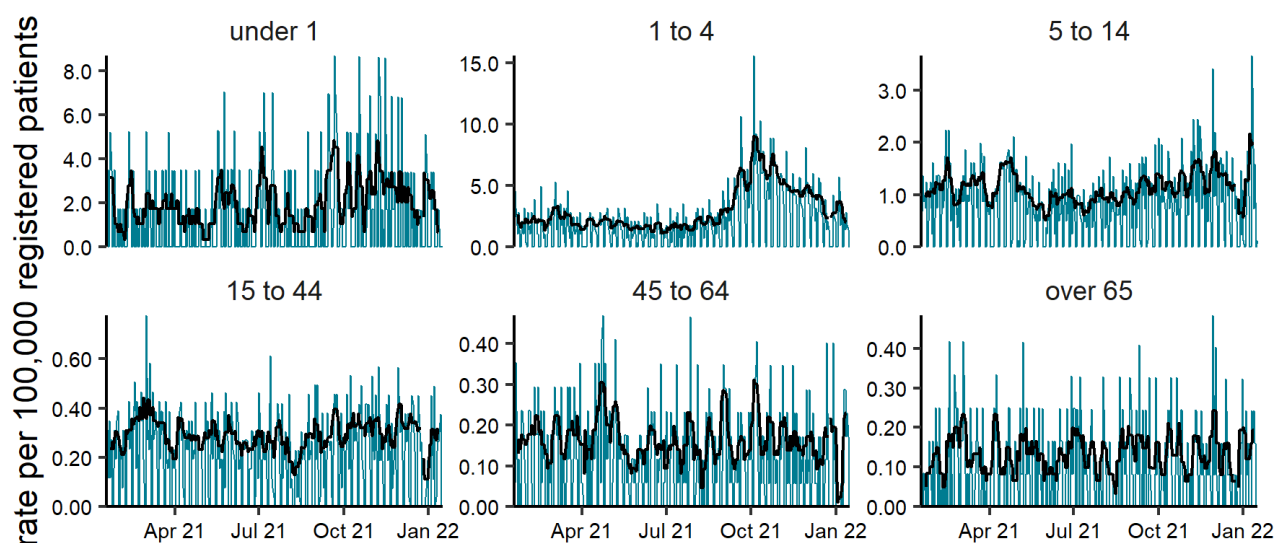 rate per 100,000 registered patients
under 1
1 to 4
5 to 14
8.0
6.0
4.0
2.0
0.0
15.0
10.0
5.0
0.0
3.0
2.0
1.0
0.0
15 to 44
45 to 64
over 65
0.60
0.40
0.20
0.00
0.40
0.30
0.20
0.10
0.00
0.40
0.30
0.20
0.10
0.00
Apr 21 Jul 21 Oct 21 Jan 22
Apr 21 Jul 21 Oct 21 Jan 22
Apr 21 Jul 21 Oct 21 Jan 22